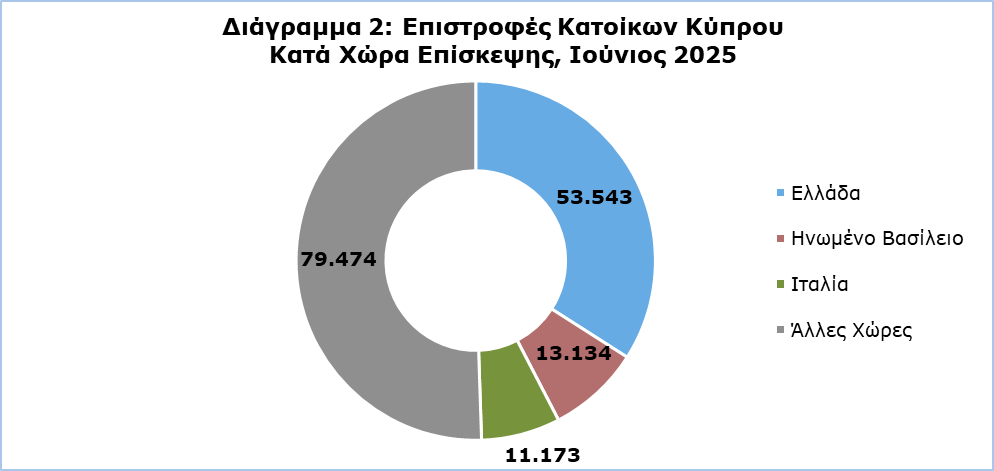 Διάγραμμα 2: Επιστροφές Κατοίκων Κύπρου
Κατά Χώρα Επίσκεψης, Ιούνιος 2025
53.543
79.474
13.134
11.173
Ελλάδα
Ηνωμένο Βασίλειο
Ιταλία
Άλλες Χώρες